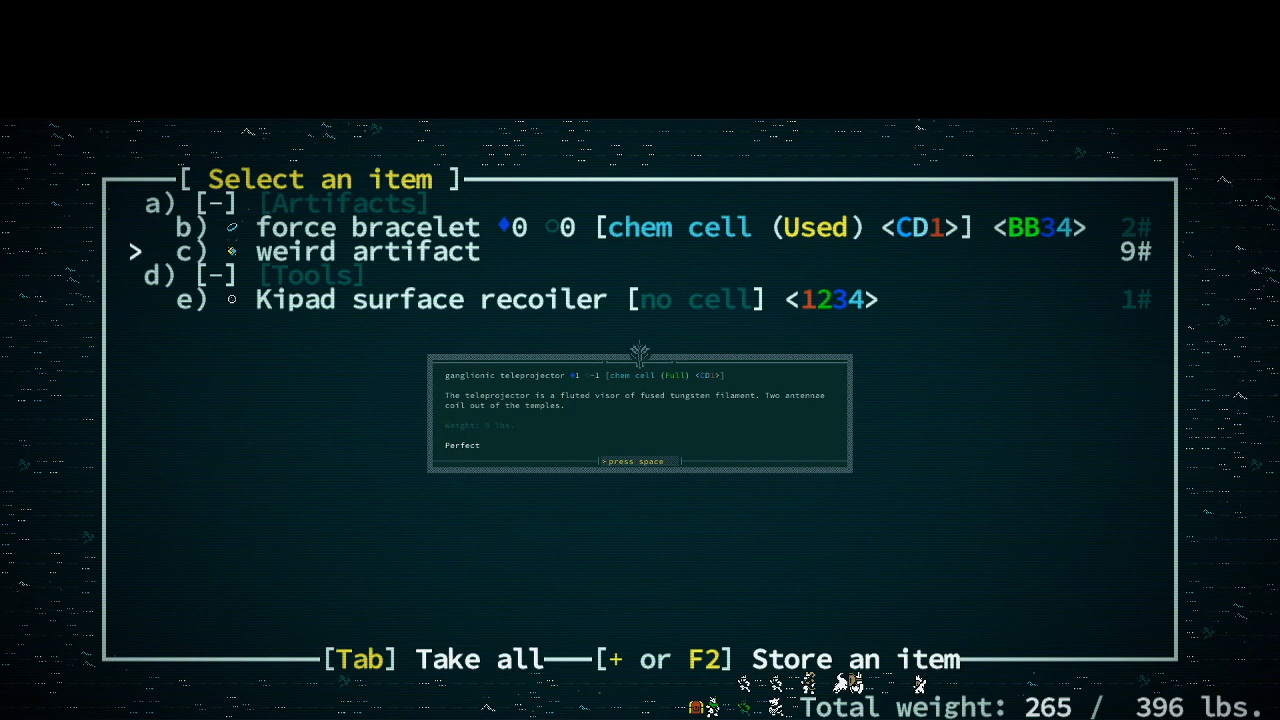 [ Select an item ]
a) [-] [Artifacts]
b) force bracelet ♦0 ○0 [chem cell (Used) <CD1>] <BB34> 2#
> c) weird artifact 9#
d) [-] [Tools]
e) Kipad surface recoiler [no cell] <1234> 1#
ganglionic teleprojector ♦1 ○-1 [chem cell (Full) <CD1>]
The teleprojector is a fluted visor of fused tungsten filament. Two antennae
coil out of the temples.
Weight: 6 lbs.
Perfect
>press space
[Tab] Take all [+ or F2] Store an item
Total weight: 265 / 396 lbs.